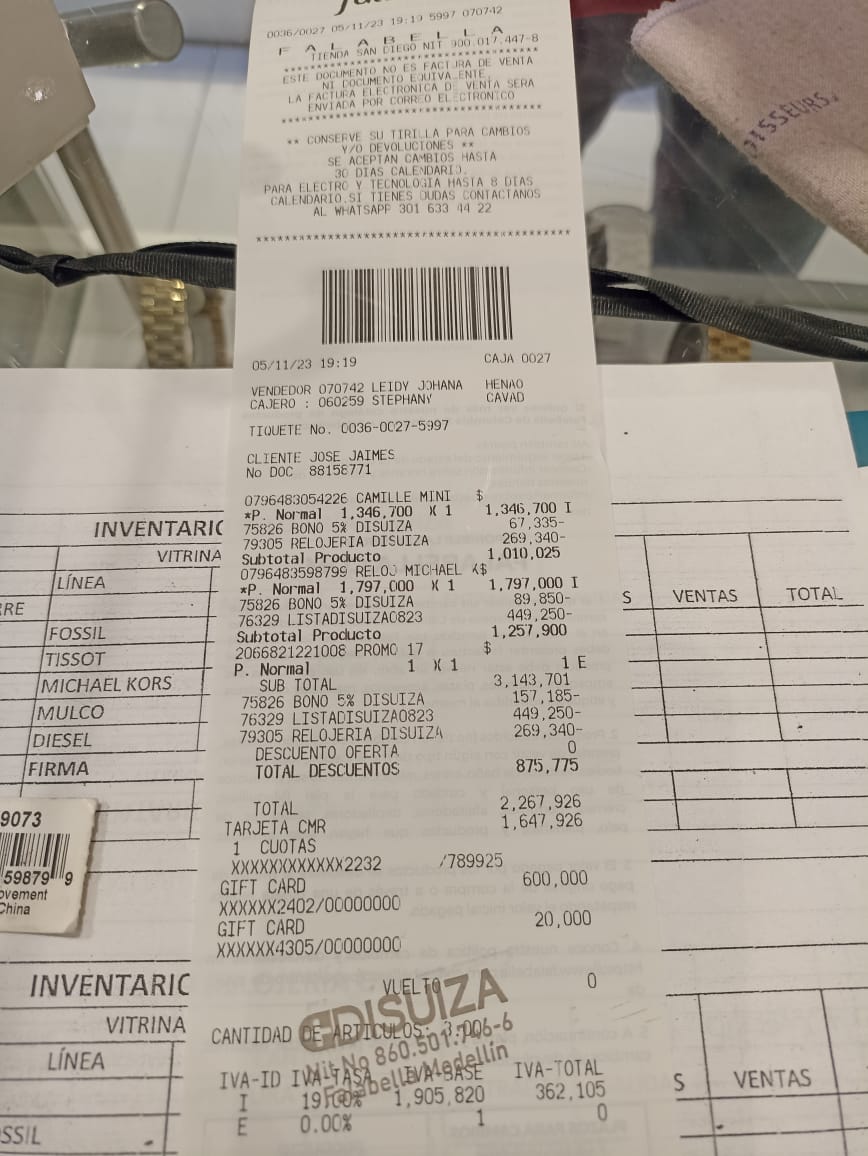 0036/0027 05/11/23 19:19 5997 070742
F A L A B E L L A
TIENDA SAN DIEGO NIT 900.017.447-8
**************************************
ESTE DOCUMENTO NO ES FACTURA DE VENTA
NI DOCUMENTO EQUIVALENTE,
LA FACTURA ELECTRONICA DE VENTA SERA
ENVIADA POR CORREO ELECTRONICO
**************************************
** CONSERVE SU TIRILLA PARA CAMBIOS
Y/O DEVOLUCIONES **
SE ACEPTAN CAMBIOS HASTA
30 DIAS CALENDARIO.
PARA ELECTRO Y TECNOLOGIA HASTA 8 DIAS
CALENDARIO.SI TIENES DUDAS CONTACTANOS
AL WHATSAPP 301 633 44 22
****************************************
05/11/23 19:19 CAJA 0027
VENDEDOR 070742 LEIDY JOHANA HENAO
CAJERO : 060259 STEPHANY CAVAD
TIQUETE No. 0036-0027-5997
CLIENTE JOSE JAIMES
No DOC 88158771
0796483054226 CAMILLE MINI $
*P. Normal 1,346,700 X 1 1,346,700 I
75826 BONO 5% DISUIZA 67,335-
79305 RELOJERIA DISUIZA 269,340-
Subtotal Producto 1,010,025
0796483598799 RELOJ MICHAEL K$
*P. Normal 1,797,000 X 1 1,797,000 I
75826 BONO 5% DISUIZA 89,850-
76329 LISTADISUIZA0823 449,250-
Subtotal Producto 1,257,900
2066821221008 PROMO 17 $
P. Normal 1 X 1 1 E
SUB TOTAL 3,143,701
75826 BONO 5% DISUIZA 157,185-
76329 LISTADISUIZA0823 449,250-
79305 RELOJERIA DISUIZA 269,340-
DESCUENTO OFERTA 0
TOTAL DESCUENTOS 875,775
TOTAL 2,267,926
TARJETA CMR 1,647,926
1 CUOTAS
XXXXXXXXXXXX2232 /789925
GIFT CARD 600,000
XXXXXX2402/00000000
GIFT CARD 20,000
XXXXXX4305/00000000
VUELTO 0
CANTIDAD DE ARTICULOS: 3
IVA-ID IVA-TASA IVA-BASE IVA-TOTAL
I 19.00% 1,905,820 362,105
E 0.00% 1 0
DISUIZA
Nit No 860.501.
Falabella Medellín
INVENTARIO
VITRINA
LÍNEA
FOSSIL
TISSOT
MICHAEL KORS
MULCO
DIESEL
FIRMA
S VENTAS TOTAL
9073
59879 9
ovement
China
INVENTARIO
VITRINA
LÍNEA
SSIL
S VENTAS